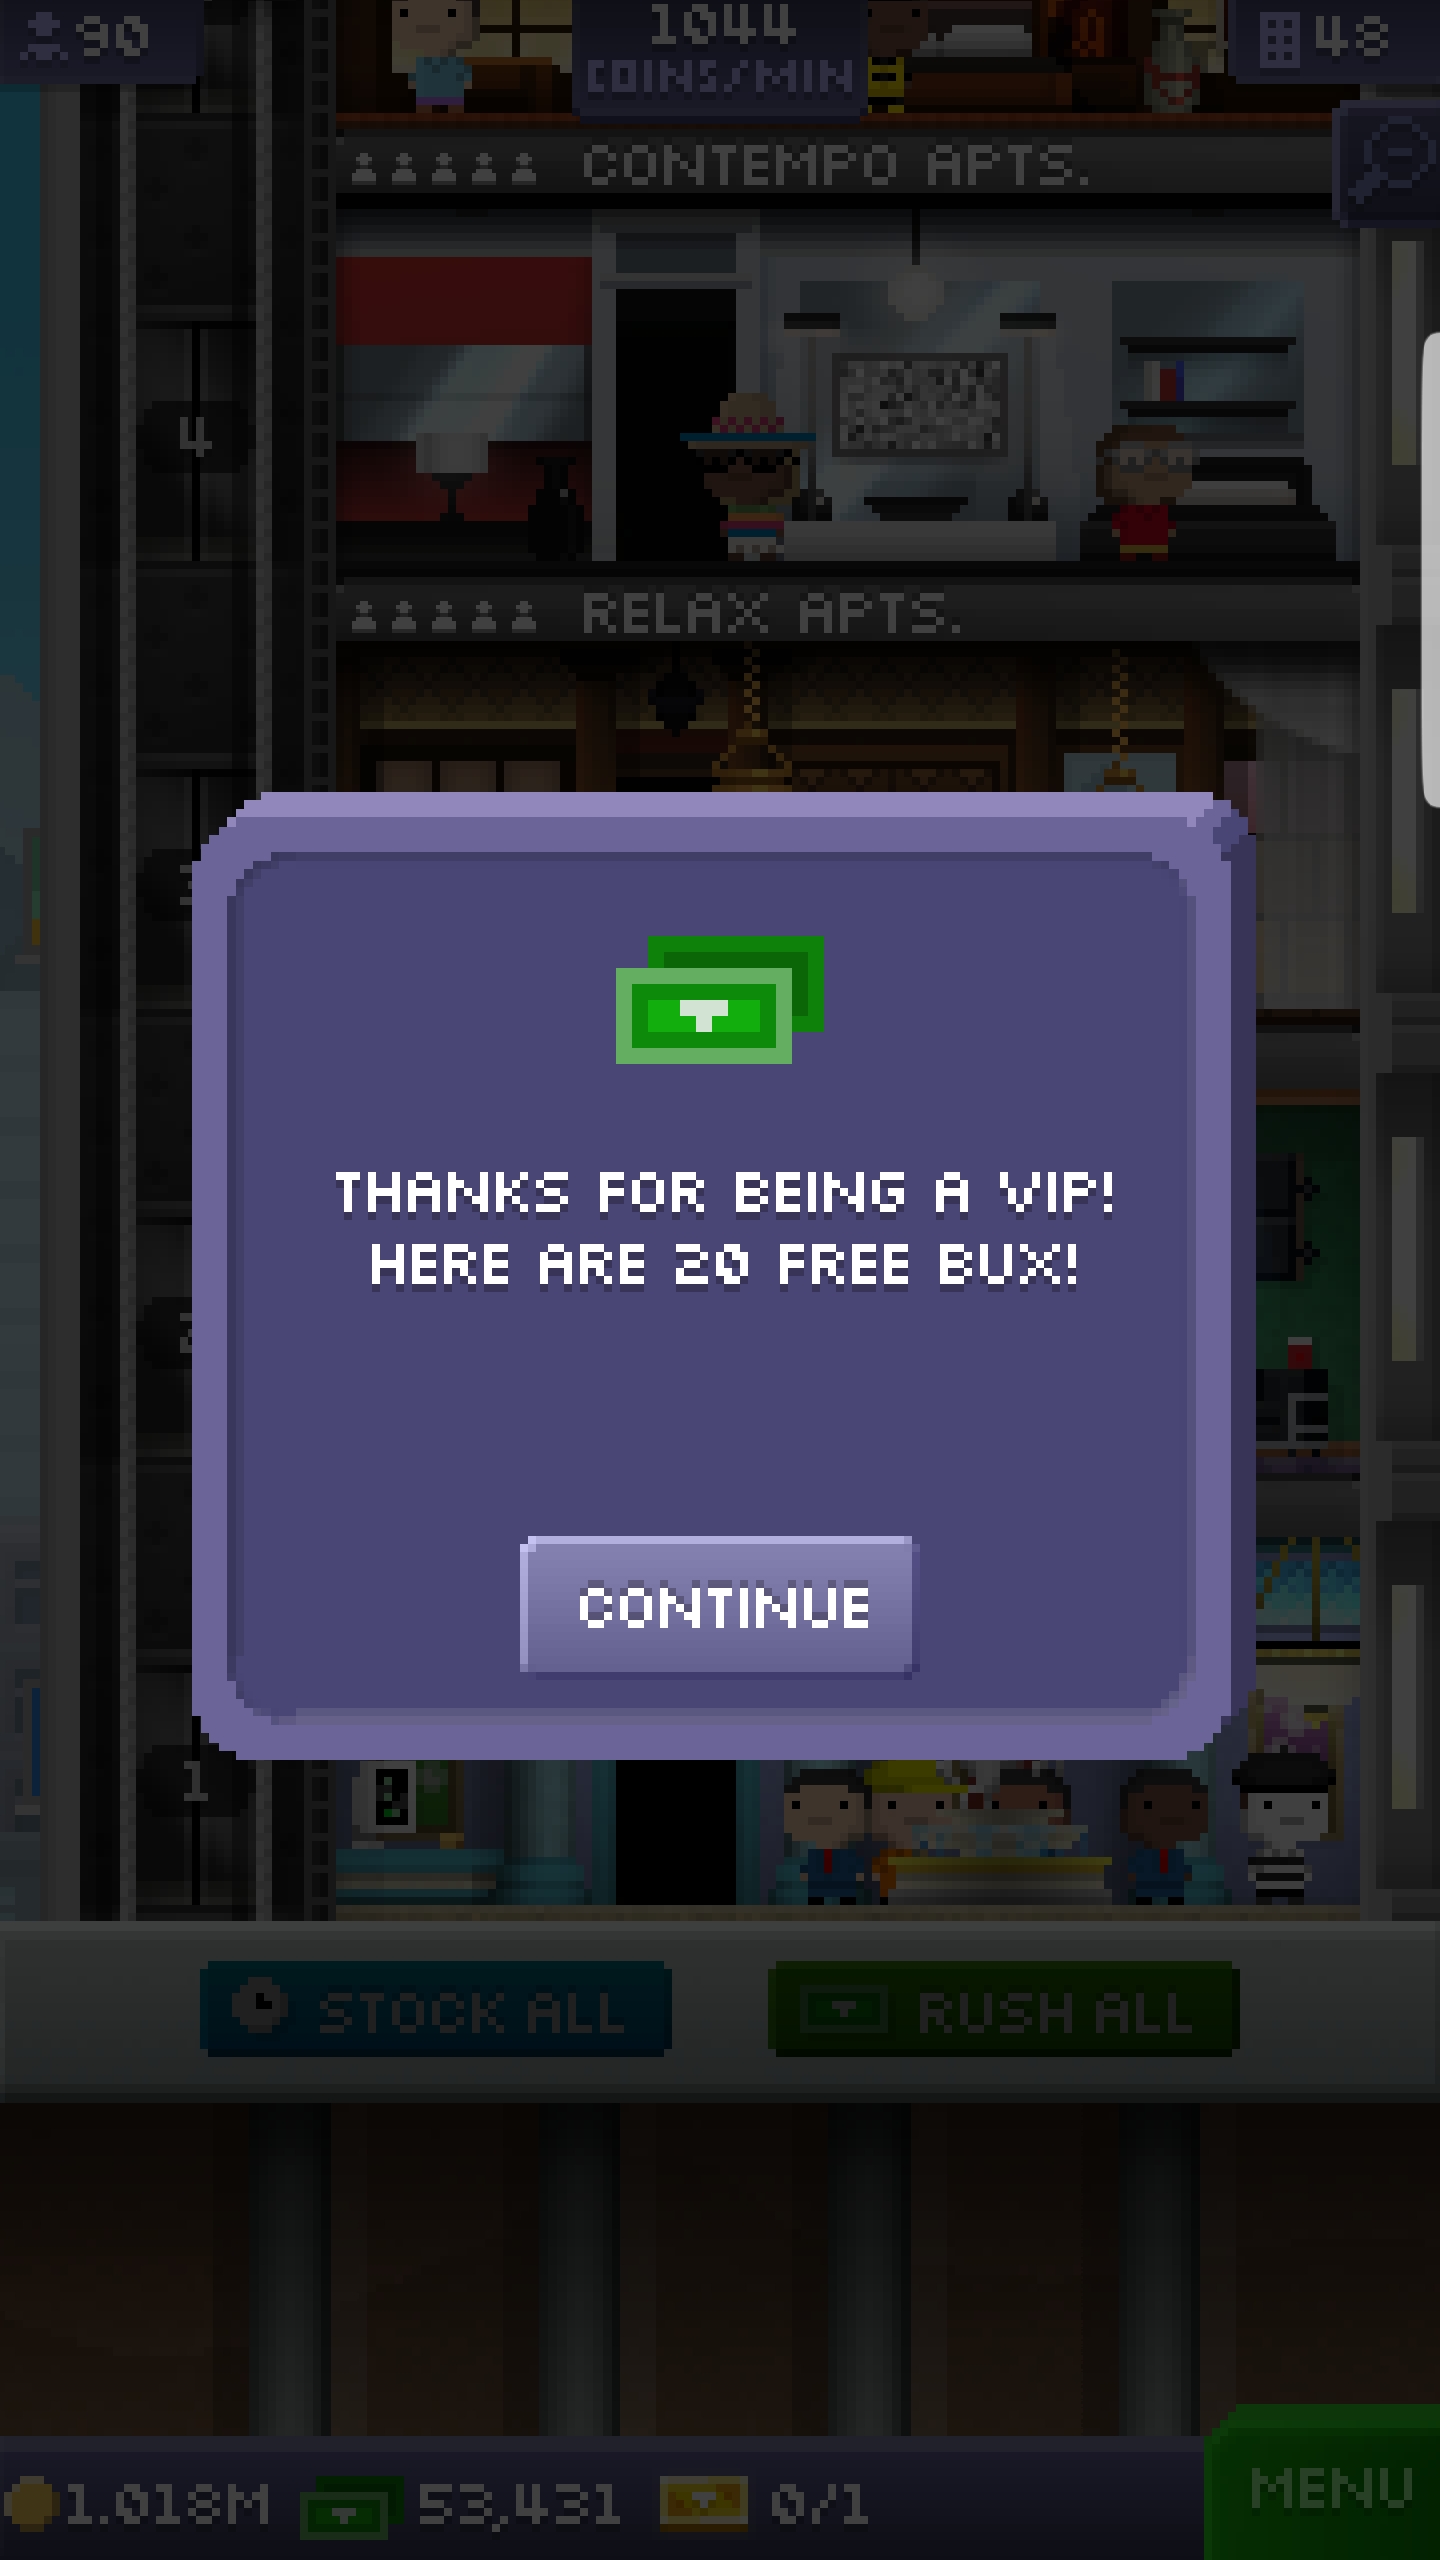 90
1044
COINS/MIN
48
CONTEMPO APTS.
4
RELAX APTS.
THANKS FOR BEING A VIP!
HERE ARE 20 FREE BUX!
CONTINUE
1
STOCK ALL
RUSH ALL
1.018M
53,431
0/1
MENU